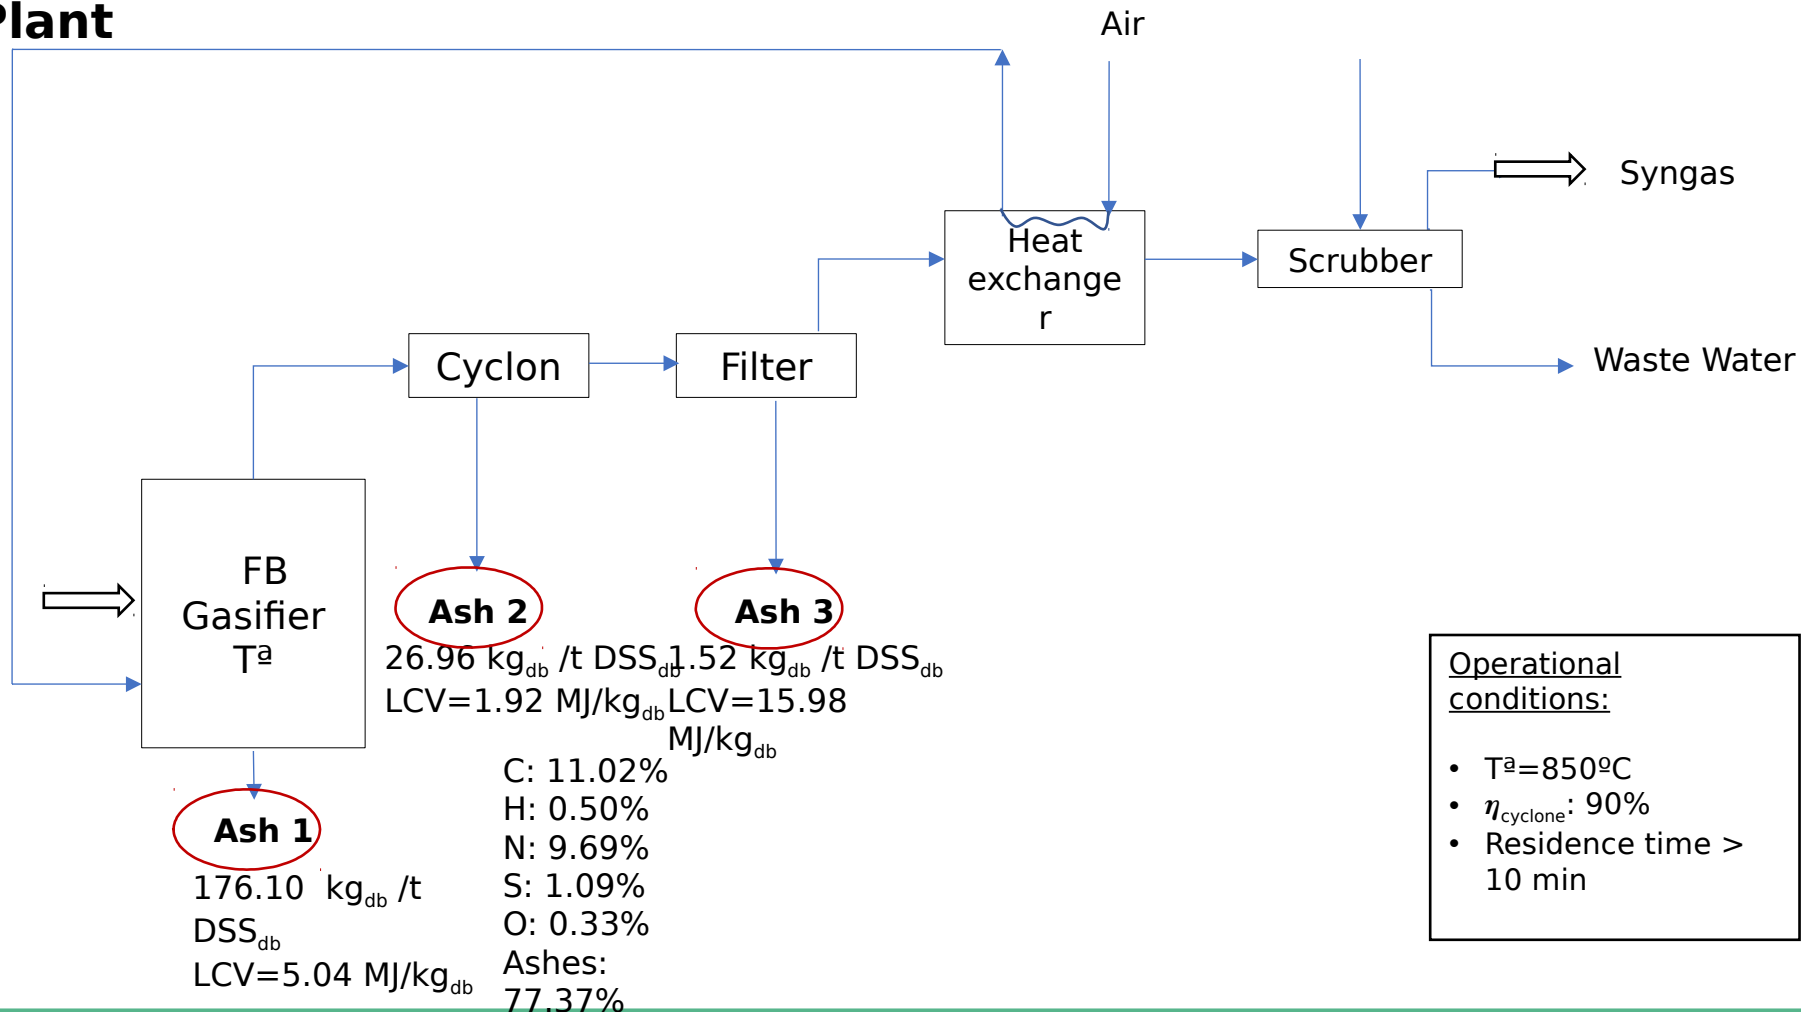 Plant
Air
Syngas
Heat
exchange
r
Scrubber
Waste Water
Cyclon
Filter
FB
Gasifier
Tª
Ash 2
26.96 kgdb /t DSSdb
LCV=1.92 MJ/kgdb
Ash 3
1.52 kgdb /t DSSdb
LCV=15.98
MJ/kgdb
Ash 1
176.10 kgdb /t
DSSdb
LCV=5.04 MJ/kgdb
C: 11.02%
H: 0.50%
N: 9.69%
S: 1.09%
O: 0.33%
Ashes:
77.37%
Operational
conditions:
• Tª=850ºC
• ηcyclone: 90%
• Residence time >
10 min